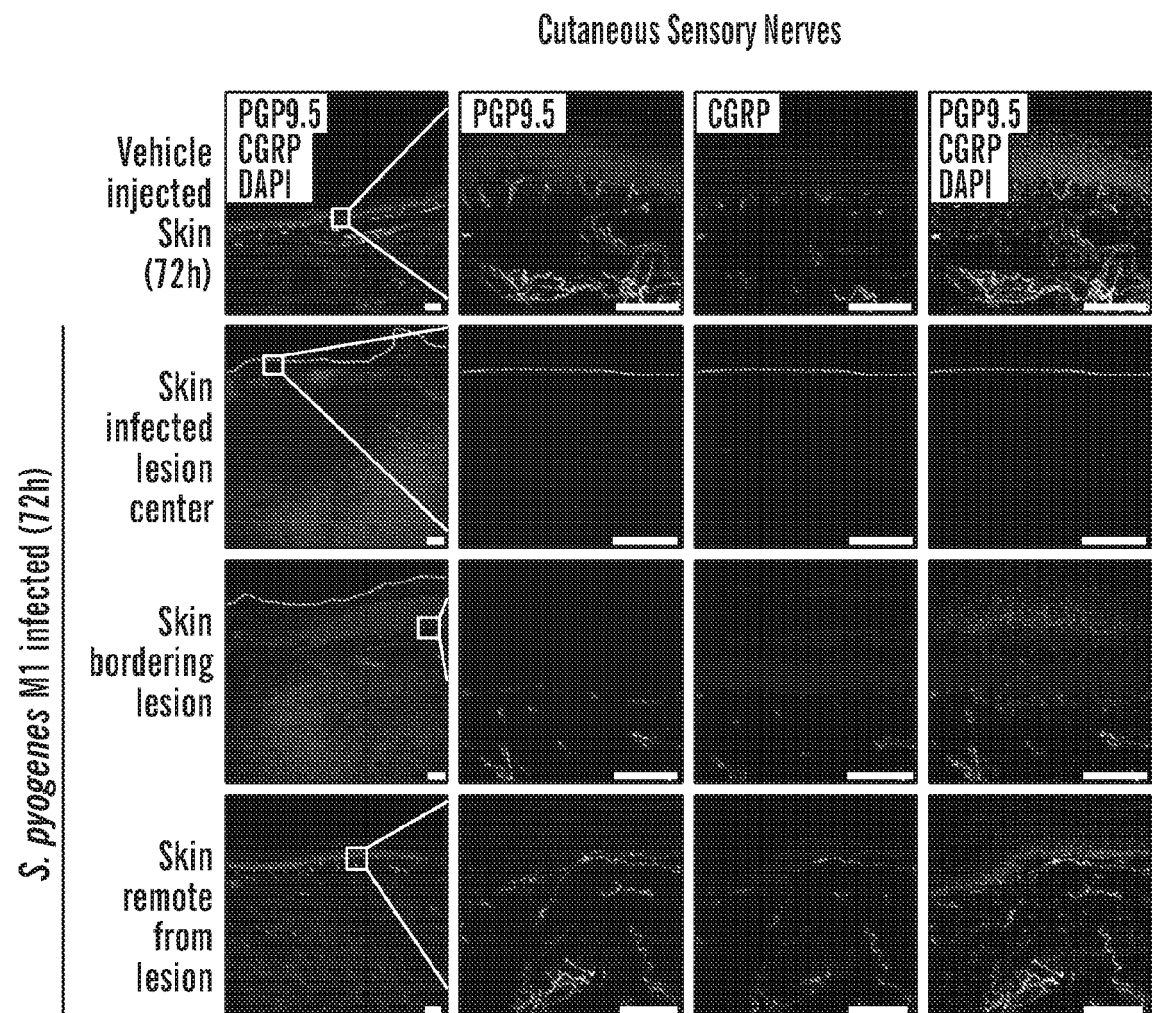 Cutaneous Sensory Nerves
PGP9.5
CGRP
DAPI
PGP9.5
CGRP
PGP9.5
CGRP
DAPI
Vehicle
injected
Skin
(72h)
S. pyogenes M1 infected (72h)
Skin
infected
lesion
center
Skin
bordering
lesion
Skin
remote
from
lesion